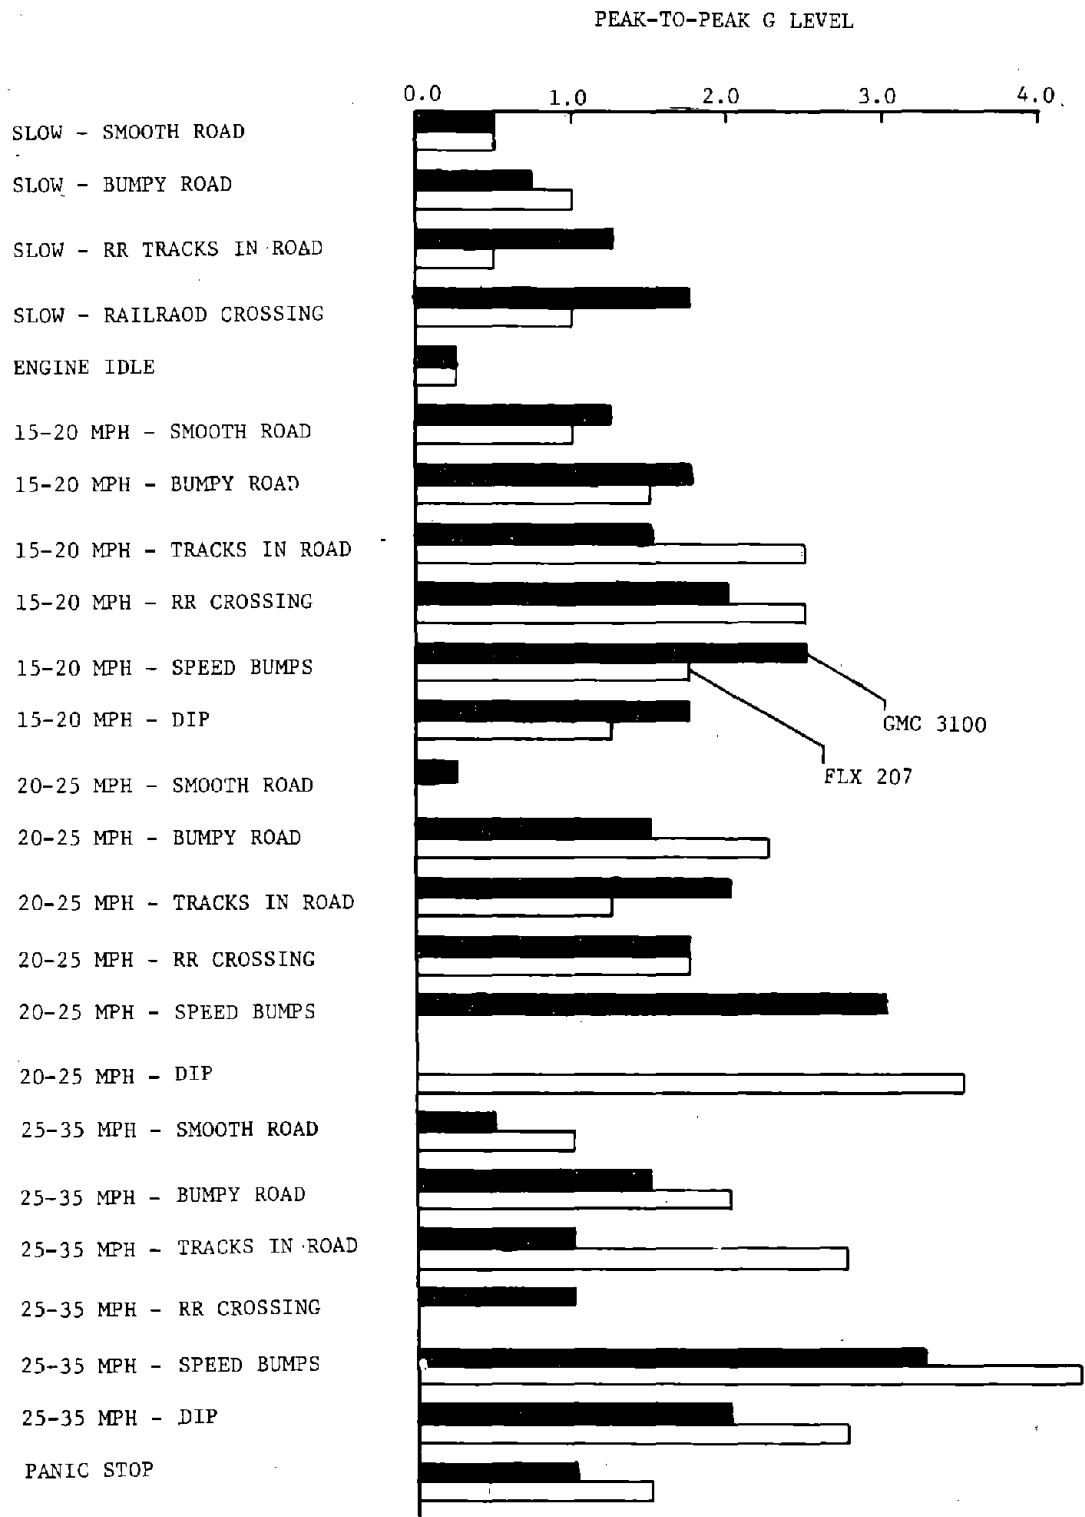 PEAK-TO-PEAK G LEVEL
0.0 1.0 2.0 3.0 4.0
SLOW - SMOOTH ROAD
SLOW - BUMPY ROAD
SLOW - RR TRACKS IN ROAD
SLOW - RAILRAOD CROSSING
ENGINE IDLE
15-20 MPH - SMOOTH ROAD
15-20 MPH - BUMPY ROAD
15-20 MPH - TRACKS IN ROAD
15-20 MPH - RR CROSSING
15-20 MPH - SPEED BUMPS
15-20 MPH - DIP
GMC 3100
FLX 207
20-25 MPH - SMOOTH ROAD
20-25 MPH - BUMPY ROAD
20-25 MPH - TRACKS IN ROAD
20-25 MPH - RR CROSSING
20-25 MPH - SPEED BUMPS
20-25 MPH - DIP
25-35 MPH - SMOOTH ROAD
25-35 MPH - BUMPY ROAD
25-35 MPH - TRACKS IN ROAD
25-35 MPH - RR CROSSING
25-35 MPH - SPEED BUMPS
25-35 MPH - DIP
PANIC STOP